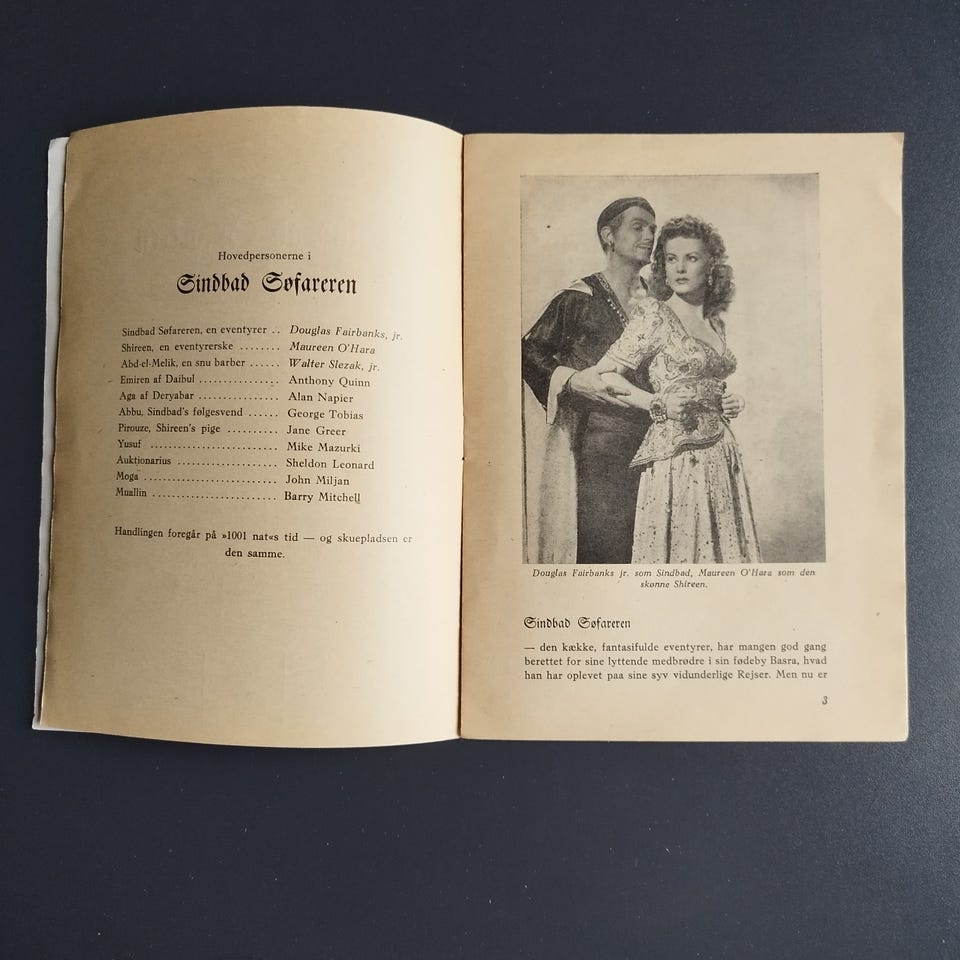 Hovedpersonerne i
Sindbad Søfareren
Sindbad Søfareren, en eventyrer .. Douglas Fairbanks, jr.
Shireen, en eventyrerske ........ Maureen O'Hara
Abd-el-Melik, en snu barber ...... Walter Slezak, jr.
Emiren af Daibul ................ Anthony Quinn
Aga af Deryabar ................ Alan Napier
Abbu, Sindbad's følgesvend ...... George Tobias
Pirouze, Shireen's pige .......... Jane Greer
Yusuf ......................... Mike Mazurki
Auktionarius .................... Sheldon Leonard
Moga ........................... John Miljan
Muallin ......................... Barry Mitchell
Handlingen foregår på »1001 nat«s tid — og skuepladsen er
den samme.
Douglas Fairbanks jr. som Sindbad, Maureen O'Hara som den
skønne Shireen.
Sindbad Søfareren
— den kække, fantasifulde eventyrer, har mangen god gang
berettet for sine lyttende medbrødre i sin fødeby Basra, hvad
han har oplevet paa sine syv vidunderlige Rejser. Men nu er
3